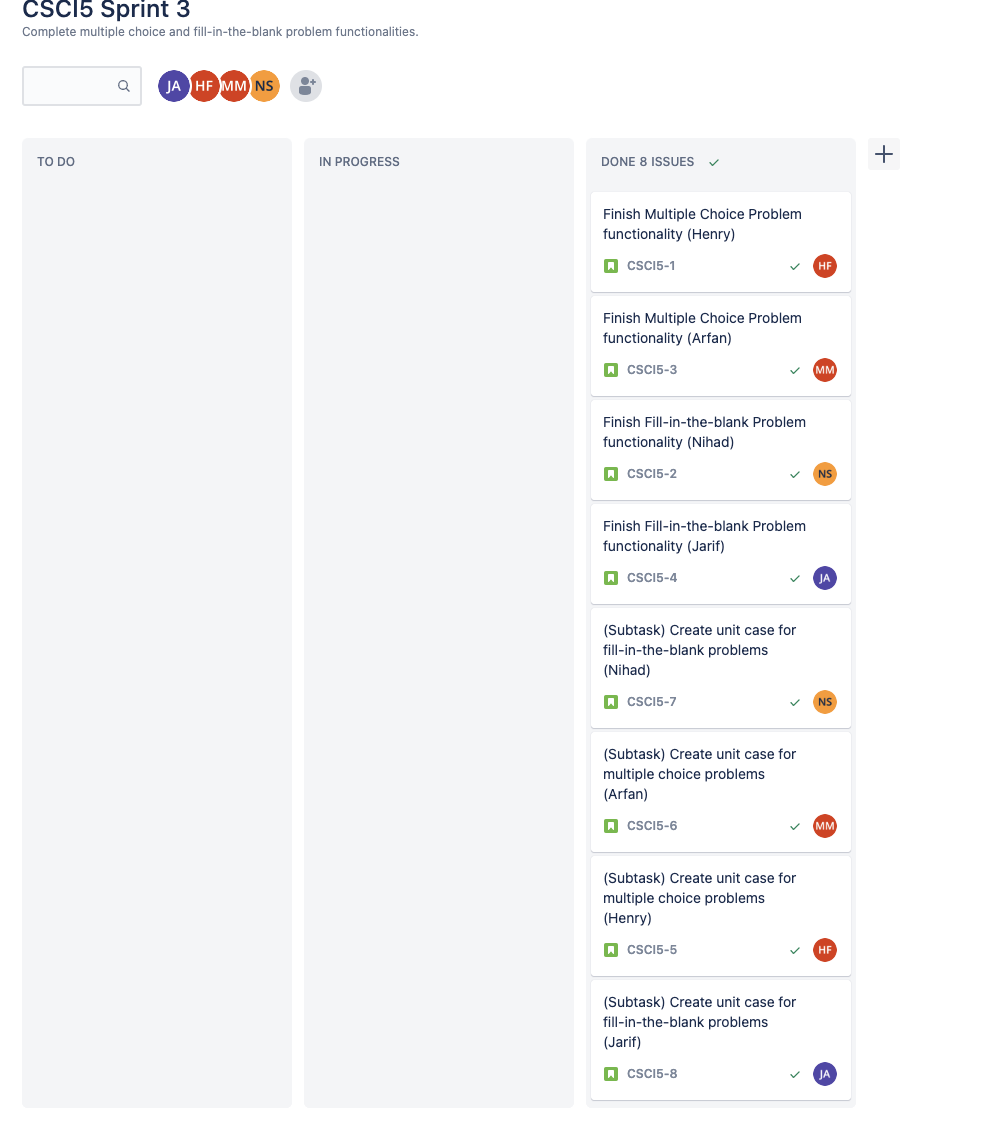 CSCI5 Sprint 3
Complete multiple choice and fill-in-the-blank problem functionalities.
JA HF MM NS
TO DO
IN PROGRESS
DONE 8 ISSUES
Finish Multiple Choice Problem
functionality (Henry)
CSCI5-1 HF
Finish Multiple Choice Problem
functionality (Arfan)
CSCI5-3 MM
Finish Fill-in-the-blank Problem
functionality (Nihad)
CSCI5-2 NS
Finish Fill-in-the-blank Problem
functionality (Jarif)
CSCI5-4 JA
(Subtask) Create unit case for
fill-in-the-blank problems
(Nihad)
CSCI5-7 NS
(Subtask) Create unit case for
multiple choice problems
(Arfan)
CSCI5-6 MM
(Subtask) Create unit case for
multiple choice problems
(Henry)
CSCI5-5 HF
(Subtask) Create unit case for
fill-in-the-blank problems
(Jarif)
CSCI5-8 JA